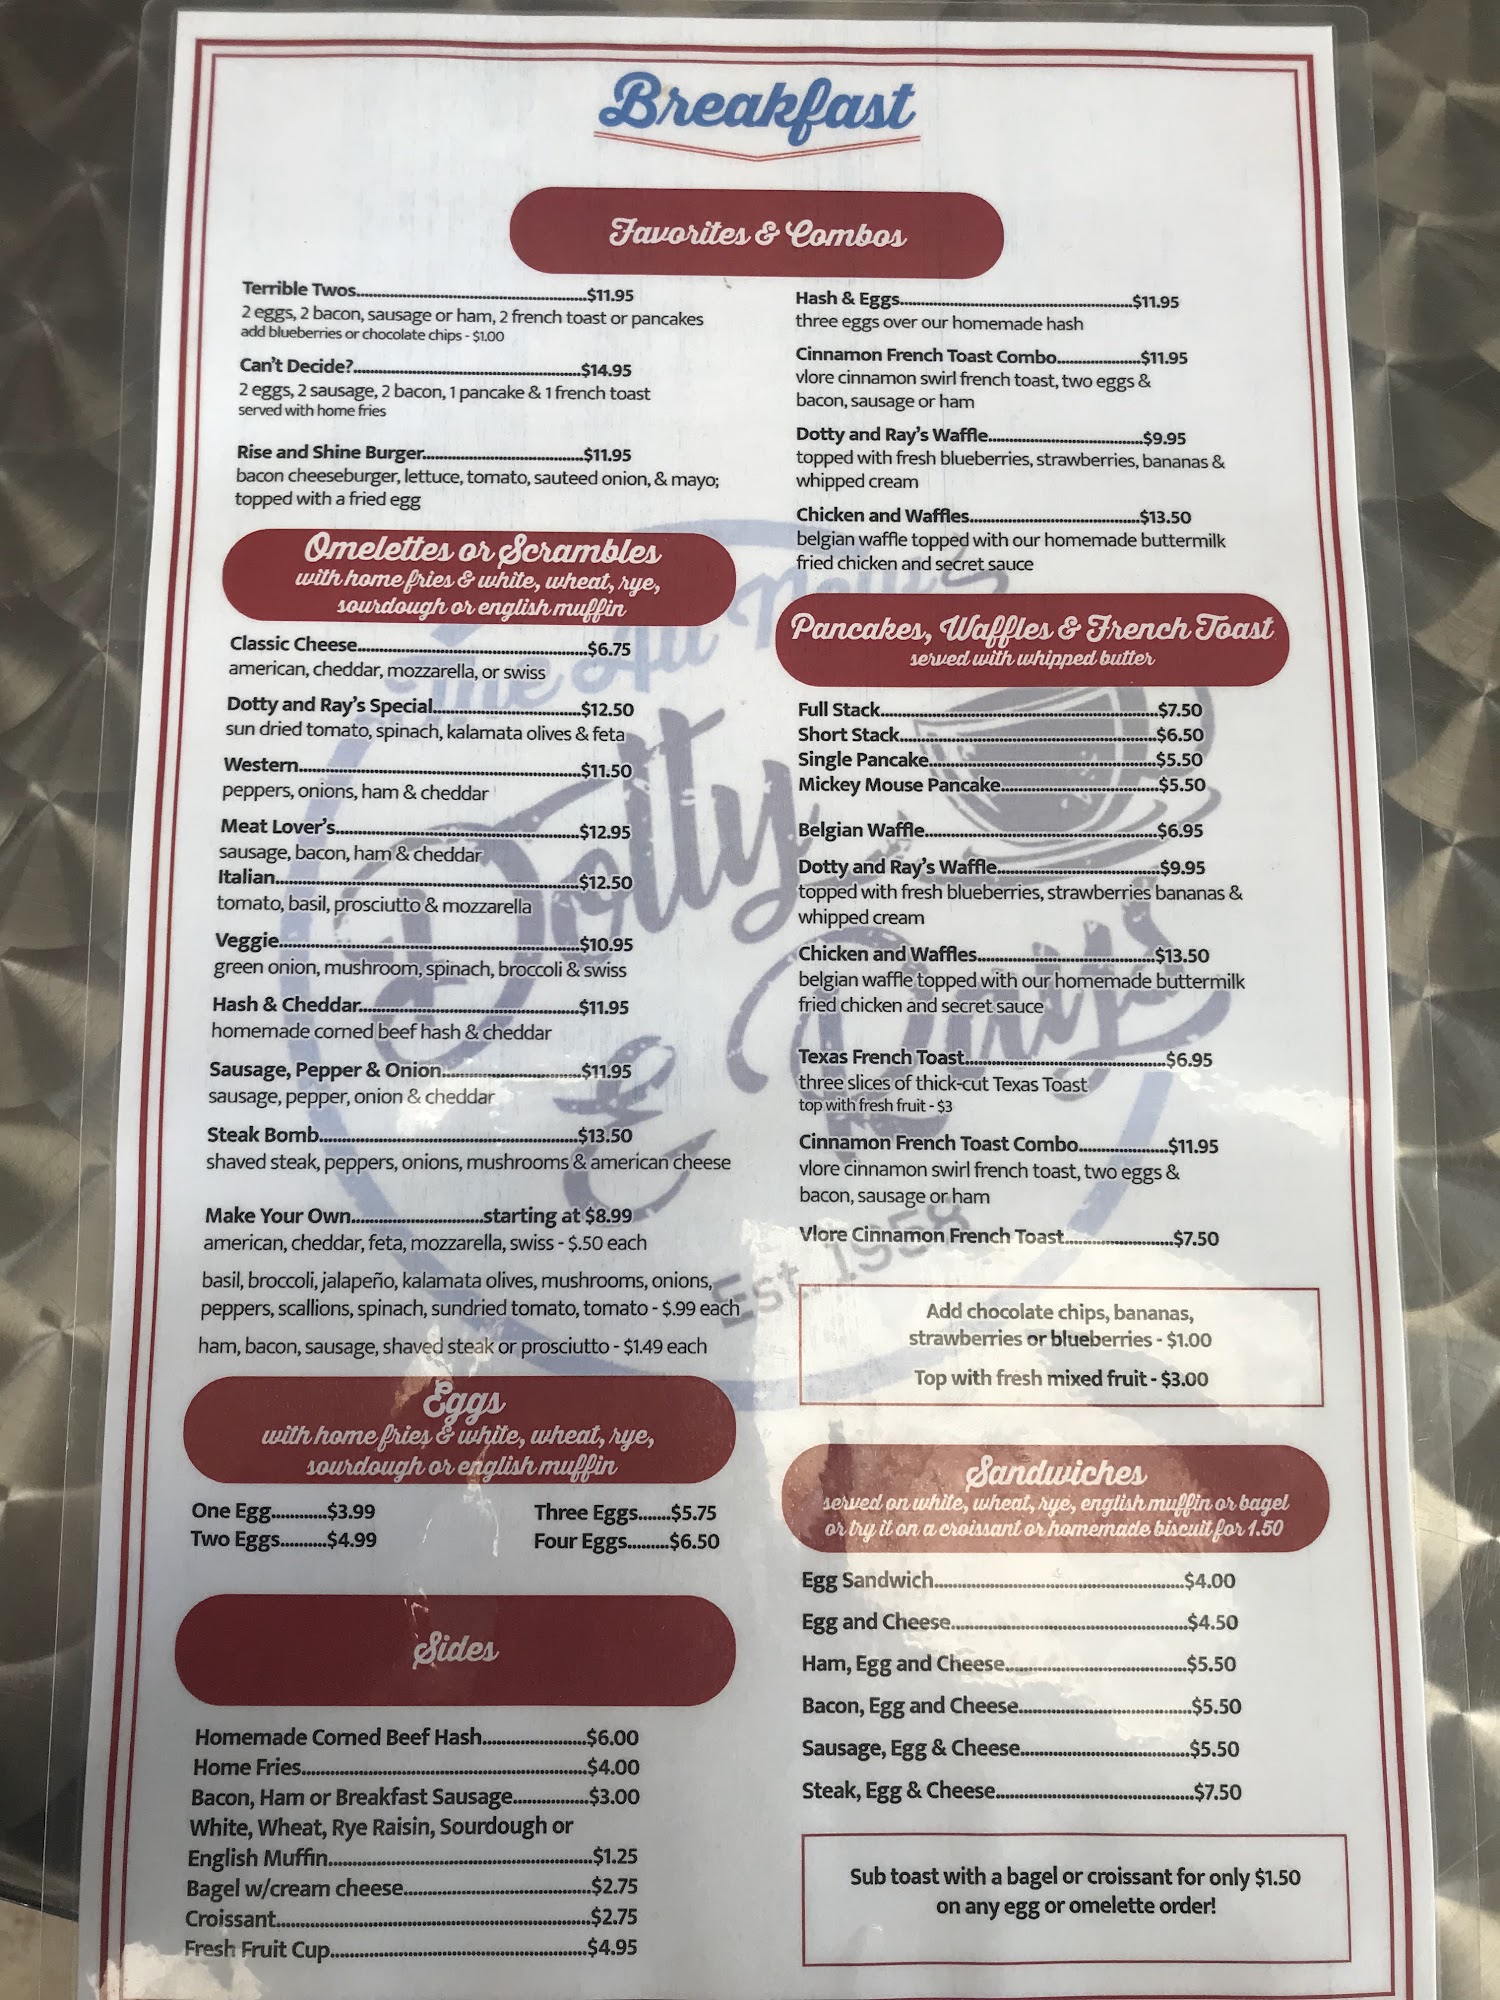 Breakfast
Favorites & Combos
Terrible Twos..........$11.95
2 eggs, 2 bacon, sausage or ham, 2 french toast or pancakes
add blueberries or chocolate chips - $1.00
Can't Decide?..........$14.95
2 eggs, 2 sausage, 2 bacon, 1 pancake & 1 french toast
served with home fries
Rise and Shine Burger..........$11.95
bacon cheeseburger, lettuce, tomato, sauteed onion, & mayo;
topped with a fried egg
Hash & Eggs..........$11.95
three eggs over our homemade hash
Cinnamon French Toast Combo..........$11.95
vlore cinnamon swirl french toast, two eggs &
bacon, sausage or ham
Dotty and Ray's Waffle..........$9.95
topped with fresh blueberries, strawberries, bananas &
whipped cream
Chicken and Waffles..........$13.50
belgian waffle topped with our homemade buttermilk
fried chicken and secret sauce
Omelettes or Scrambles
with home fries & white, wheat, rye,
sourdough or english muffin
Classic Cheese..........$6.75
american, cheddar, mozzarella, or swiss
Dotty and Ray's Special..........$12.50
sun dried tomato, spinach, kalamata olives & feta
Western..........$11.50
peppers, onions, ham & cheddar
Meat Lover's..........$12.95
sausage, bacon, ham & cheddar
Italian..........$12.50
tomato, basil, prosciutto & mozzarella
Veggie..........$10.95
green onion, mushroom, spinach, broccoli & swiss
Hash & Cheddar..........$11.95
homemade corned beef hash & cheddar
Sausage, Pepper & Onion..........$11.95
sausage, pepper, onion & cheddar
Steak Bomb..........$13.50
shaved steak, peppers, onions, mushrooms & american cheese
Make Your Own..........starting at $8.99
american, cheddar, feta, mozzarella, swiss - $.50 each
basil, broccoli, jalapeño, kalamata olives, mushrooms, onions,
peppers, scallions, spinach, sundried tomato, tomato - $.99 each
ham, bacon, sausage, shaved steak or prosciutto - $1.49 each
Eggs
with home fries & white, wheat, rye,
sourdough or english muffin
One Egg..........$3.99
Two Eggs..........$4.99
Three Eggs..........$5.75
Four Eggs..........$6.50
Sides
Homemade Corned Beef Hash..........$6.00
Home Fries..........$4.00
Bacon, Ham or Breakfast Sausage..........$3.00
White, Wheat, Rye Raisin, Sourdough or
English Muffin..........$1.25
Bagel w/cream cheese..........$2.75
Croissant..........$2.75
Fresh Fruit Cup..........$4.95
Pancakes, Waffles & French Toast
served with whipped butter
Full Stack..........$7.50
Short Stack..........$6.50
Single Pancake..........$5.50
Mickey Mouse Pancake..........$5.50
Belgian Waffle..........$6.95
Dotty and Ray's Waffle..........$9.95
topped with fresh blueberries, strawberries bananas &
whipped cream
Chicken and Waffles..........$13.50
belgian waffle topped with our homemade buttermilk
fried chicken and secret sauce
Texas French Toast..........$6.95
three slices of thick-cut Texas Toast
top with fresh fruit - $3
Cinnamon French Toast Combo..........$11.95
vlore cinnamon swirl french toast, two eggs &
bacon, sausage or ham
Vlore Cinnamon French Toast..........$7.50
Add chocolate chips, bananas,
strawberries or blueberries - $1.00
Top with fresh mixed fruit - $3.00
Sandwiches
served on white, wheat, rye, english muffin or bagel
or try it on a croissant or homemade biscuit for 1.50
Egg Sandwich..........$4.00
Egg and Cheese..........$4.50
Ham, Egg and Cheese..........$5.50
Bacon, Egg and Cheese..........$5.50
Sausage, Egg & Cheese..........$5.50
Steak, Egg & Cheese..........$7.50
Sub toast with a bagel or croissant for only $1.50
on any egg or omelette order!
The All New
Dotty
& Ray's
Est. 1958